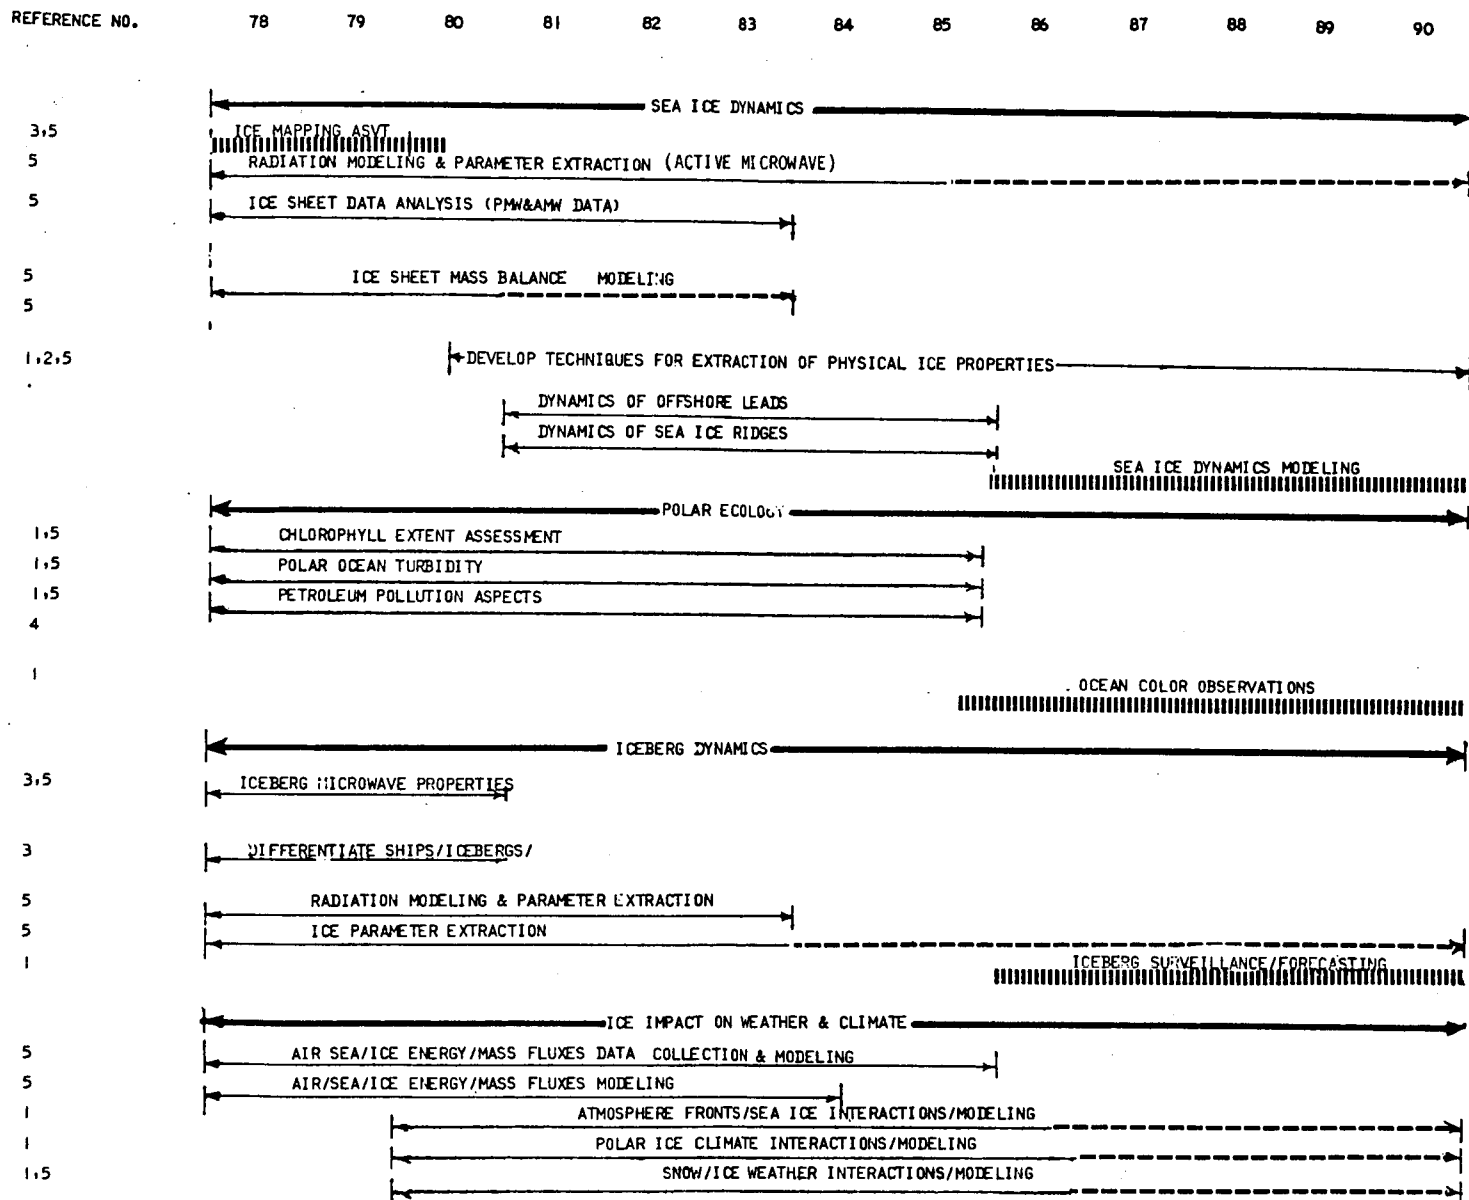 REFERENCE NO. 78 79 80 81 82 83 84 85 86 87 88 89 90
SEA ICE DYNAMICS
3,5 ICE MAPPING ASVT
5 RADIATION MODELING & PARAMETER EXTRACTION (ACTIVE MICROWAVE)
5 ICE SHEET DATA ANALYSIS (PMW&AMW DATA)
5 ICE SHEET MASS BALANCE MODELING
5
1,2,5 DEVELOP TECHNIQUES FOR EXTRACTION OF PHYSICAL ICE PROPERTIES
DYNAMICS OF OFFSHORE LEADS
DYNAMICS OF SEA ICE RIDGES
SEA ICE DYNAMICS MODELING
POLAR ECOLOGY
1,5 CHLOROPHYLL EXTENT ASSESSMENT
1,5 POLAR OCEAN TURBIDITY
1,5 PETROLEUM POLLUTION ASPECTS
4
1 OCEAN COLOR OBSERVATIONS
ICEBERG DYNAMICS
3,5 ICEBERG MICROWAVE PROPERTIES
3 DIFFERENTIATE SHIPS/ICEBERGS/
5 RADIATION MODELING & PARAMETER EXTRACTION
5 ICE PARAMETER EXTRACTION
1 ICEBERG SURVEILLANCE/FORECASTING
ICE IMPACT ON WEATHER & CLIMATE
5 AIR SEA/ICE ENERGY/MASS FLUXES DATA COLLECTION & MODELING
5 AIR/SEA/ICE ENERGY/MASS FLUXES MODELING
1 ATMOSPHERE FRONTS/SEA ICE INTERACTIONS/MODELING
1 POLAR ICE CLIMATE INTERACTIONS/MODELING
1,5 SNOW/ICE WEATHER INTERACTIONS/MODELING